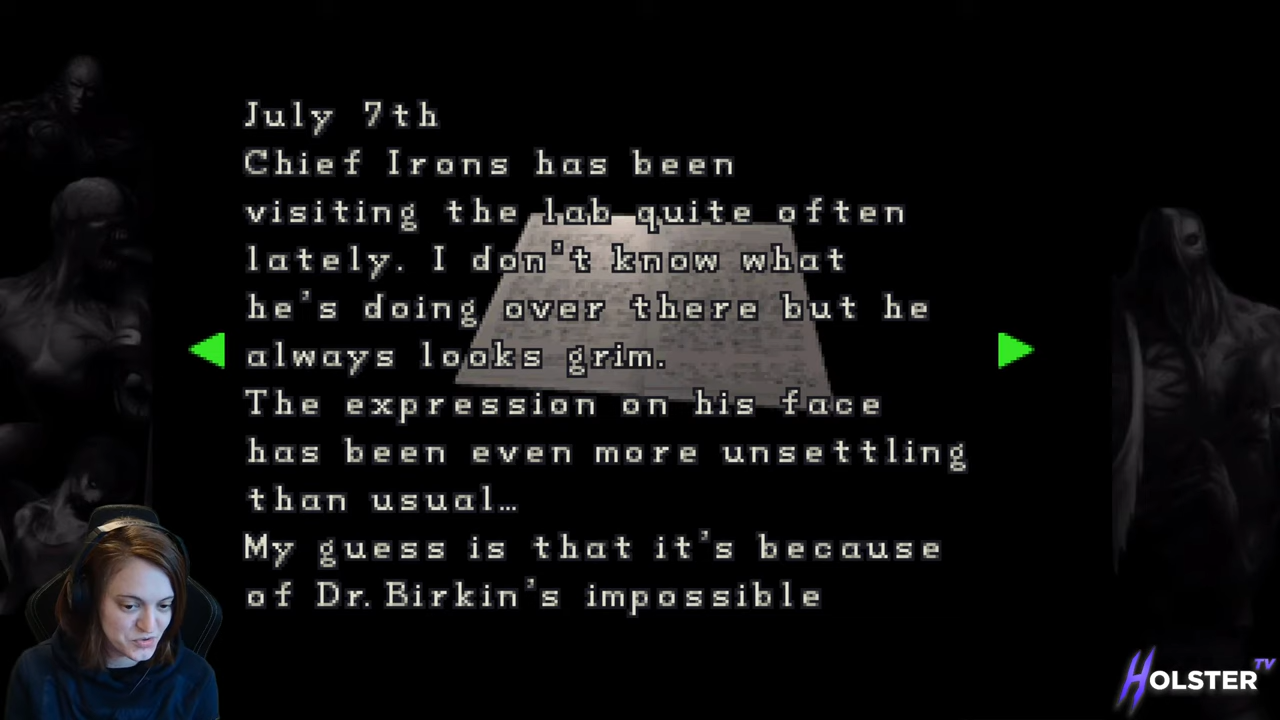 July 7th
Chief Irons has been
visiting the lab quite often
lately. I don't know what
he's doing over there but he
always looks grim.
The expression on his face
has been even more unsettling
than usual…
My guess is that it's because
of Dr. Birkin's impossible
HOLSTER TV